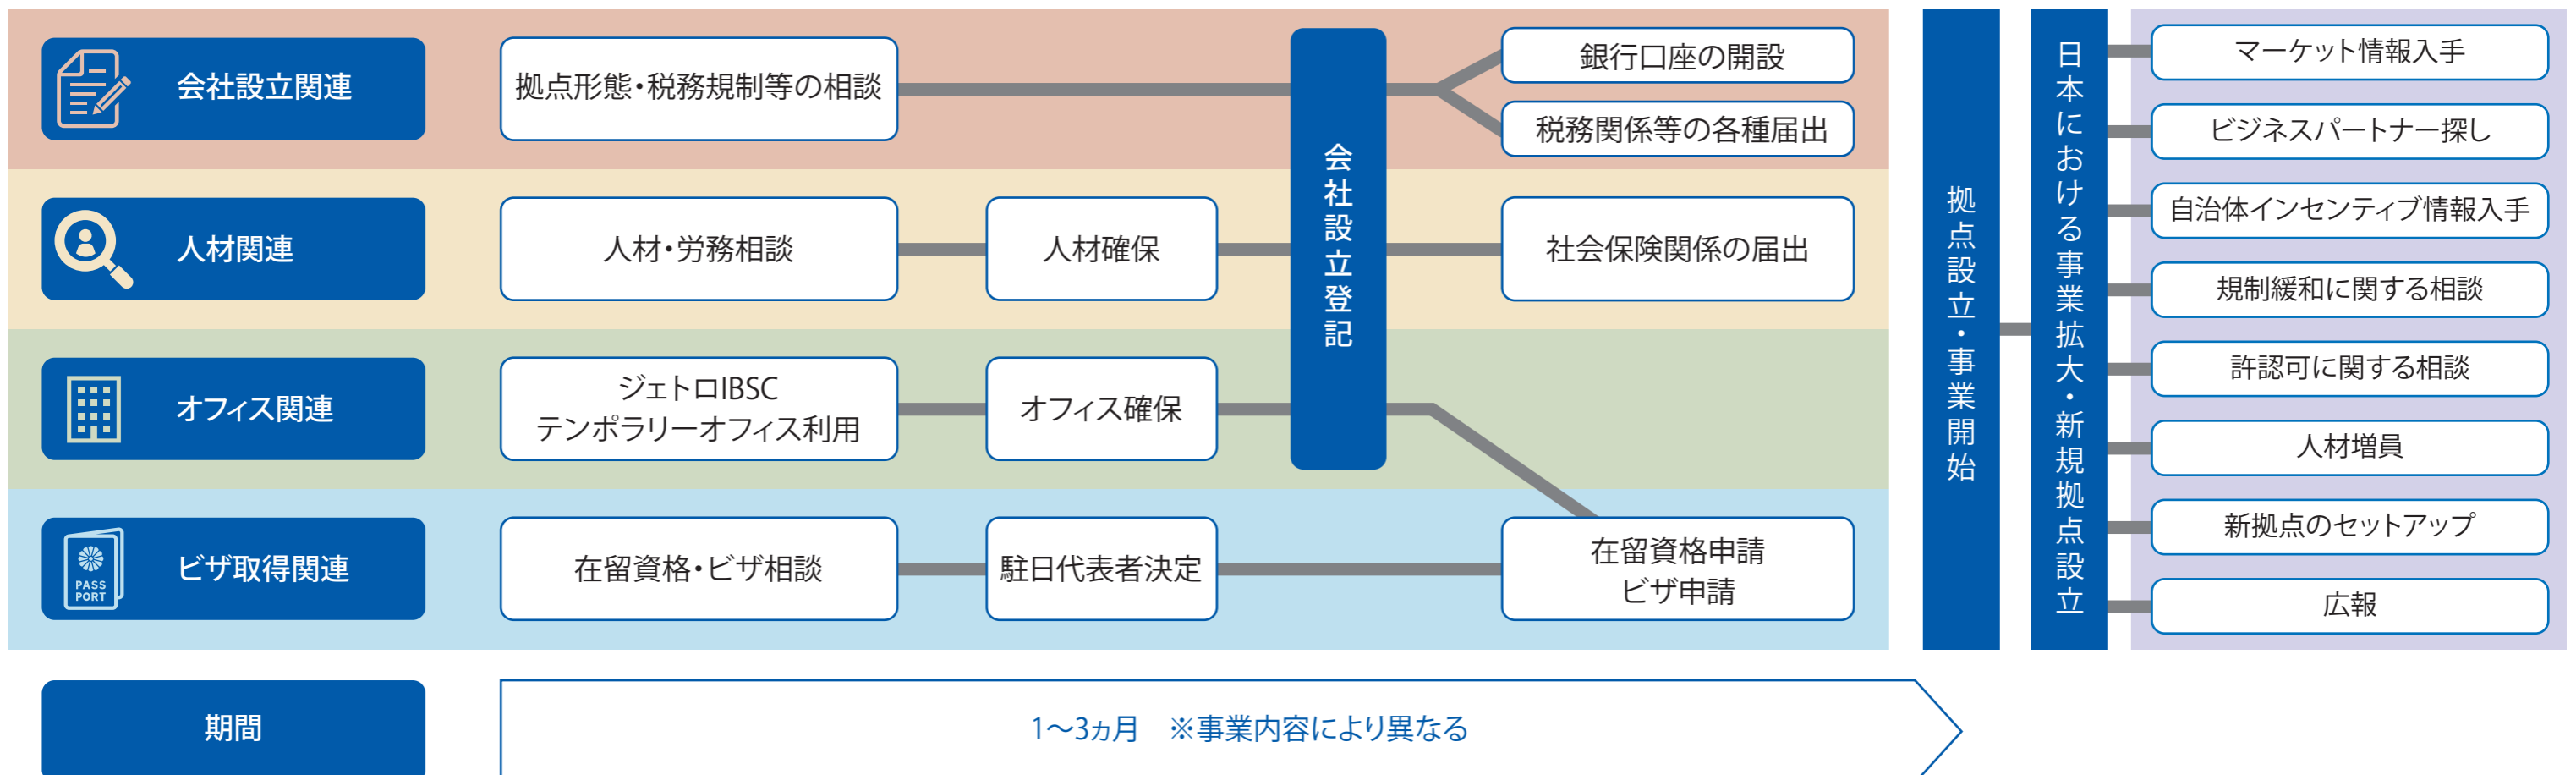 会社設立関連
拠点形態・税務規制等の相談
会社設立登記
銀行口座の開設
税務関係等の各種届出
人材関連
人材・労務相談
人材確保
社会保険関係の届出
オフィス関連
ジェトロIBSC
テンポラリーオフィス利用
オフィス確保
PASS
PORT
ビザ取得関連
在留資格・ビザ相談
駐日代表者決定
在留資格申請
ビザ申請
拠点設立・事業開始
日本における事業拡大・新規拠点設立
マーケット情報入手
ビジネスパートナー探し
自治体インセンティブ情報入手
規制緩和に関する相談
許認可に関する相談
人材増員
新拠点のセットアップ
広報
期間
1〜3ヵ月　※事業内容により異なる